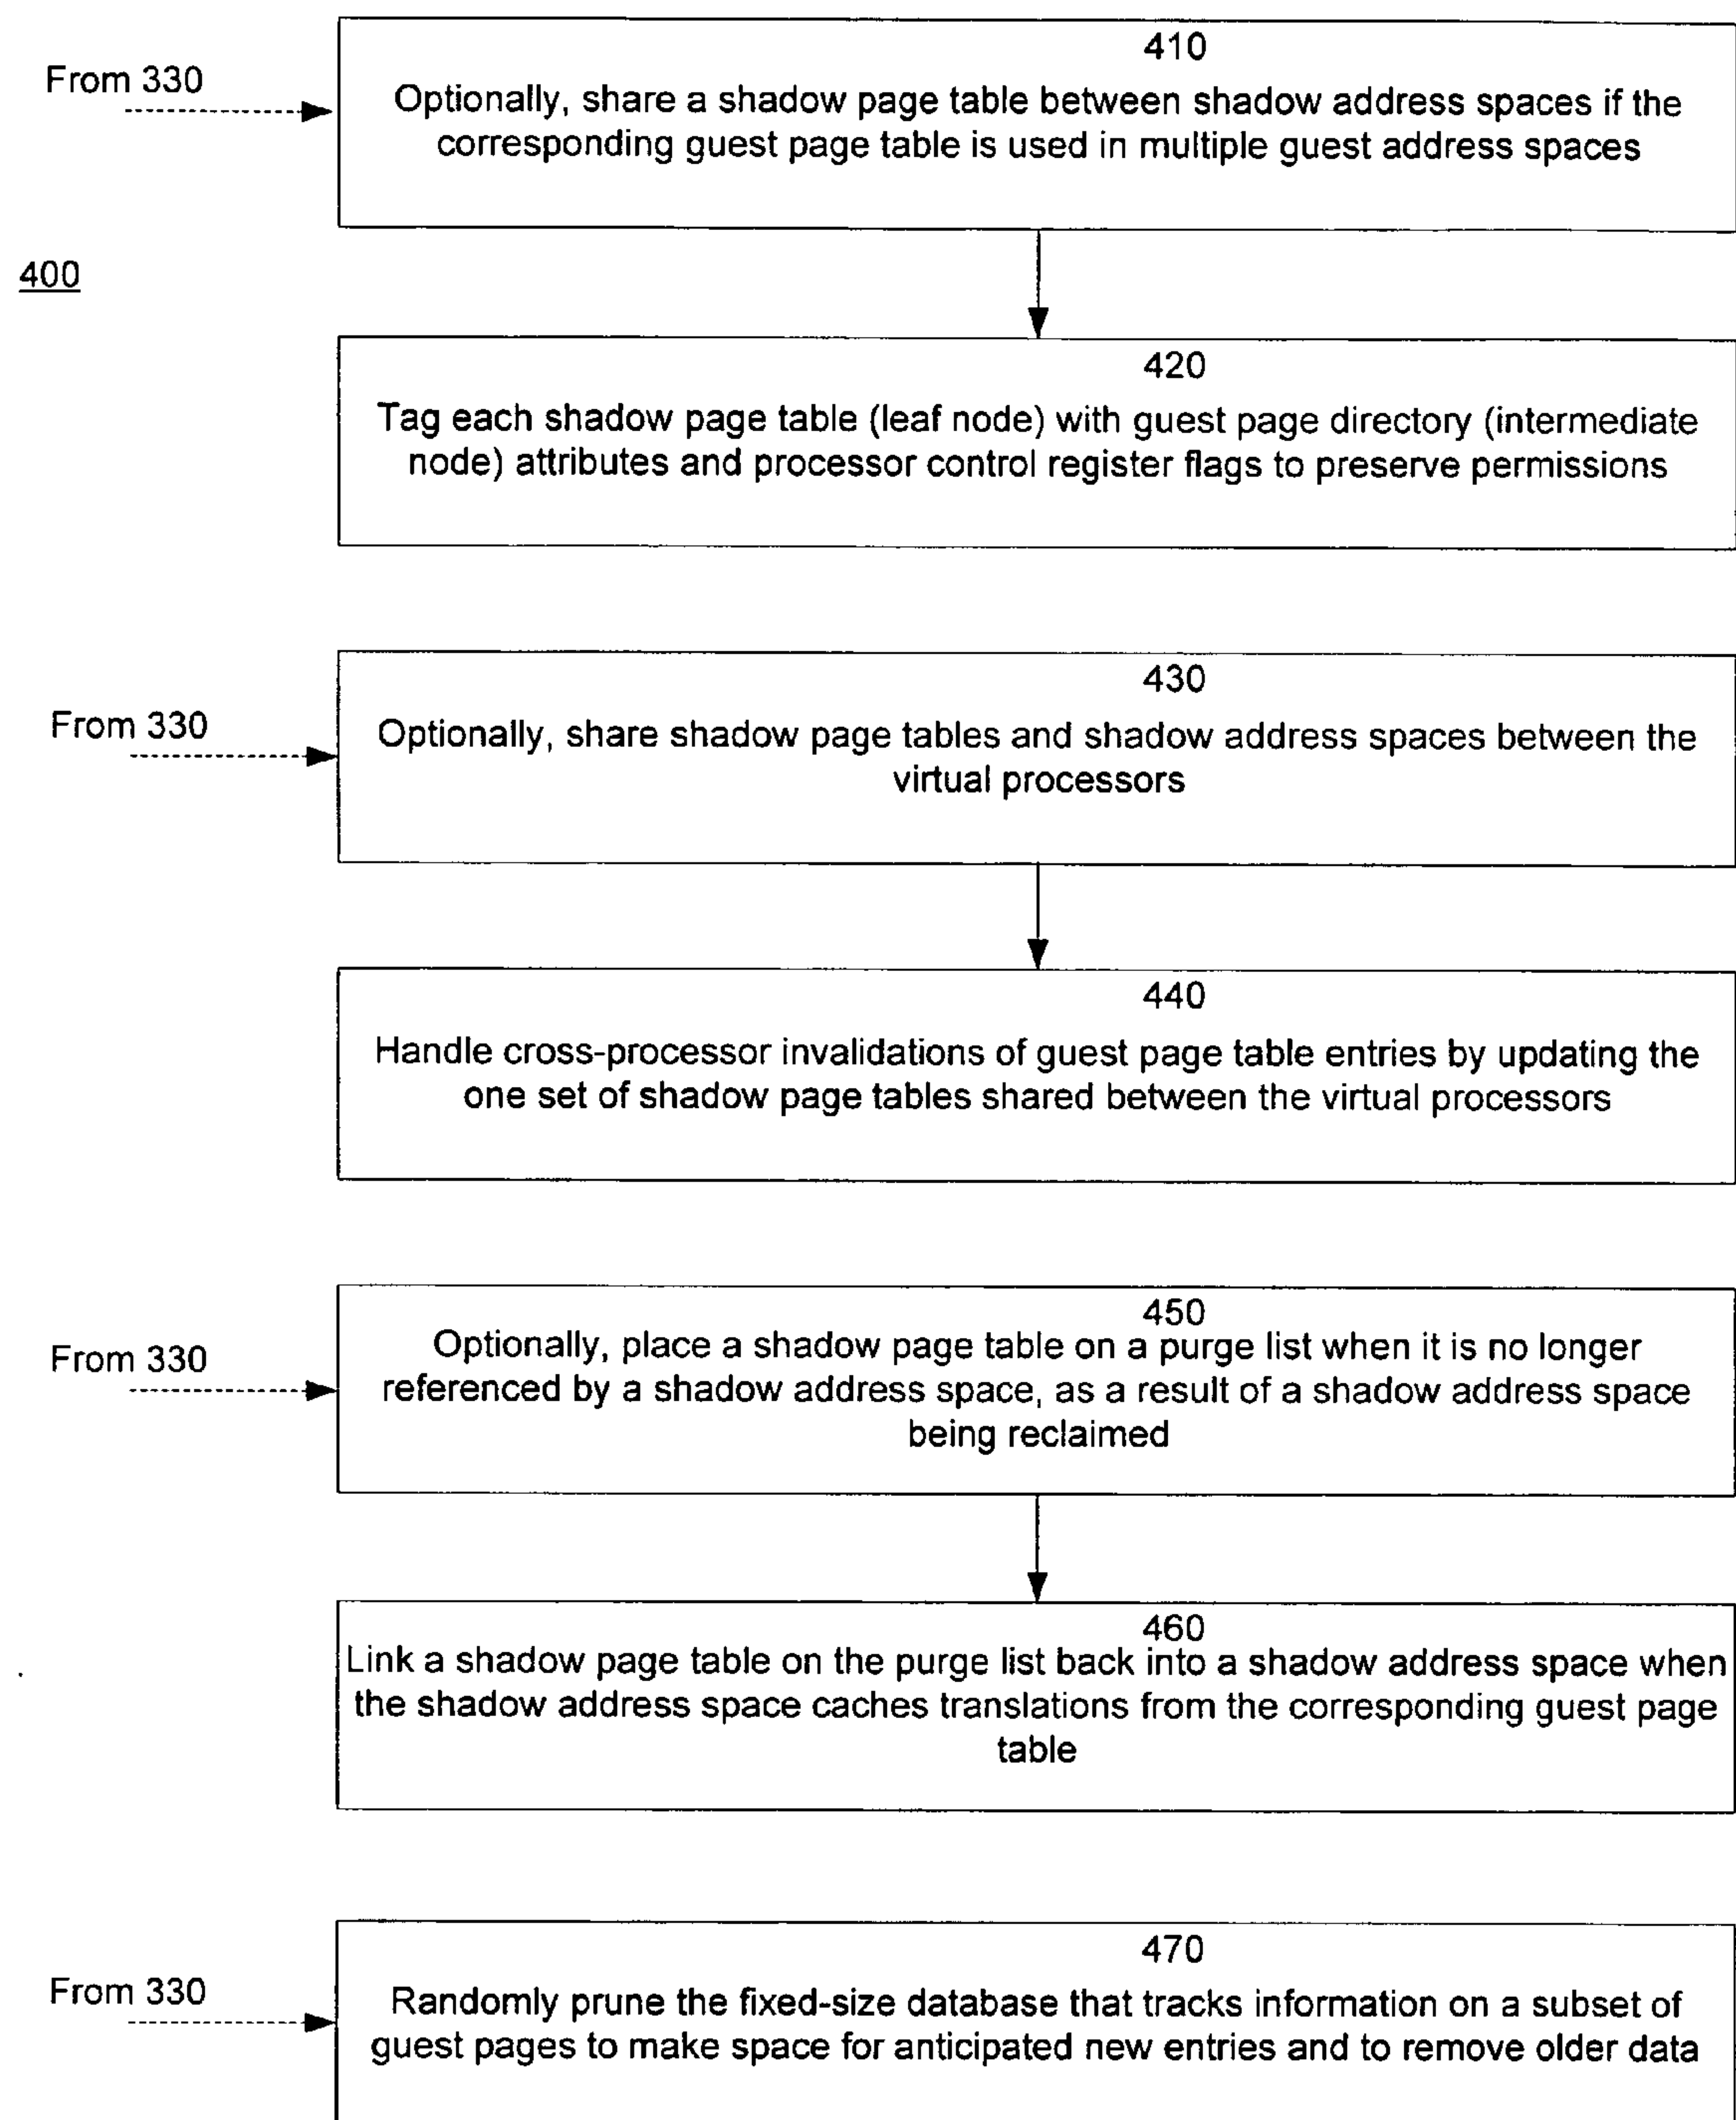 410
From 330
Optionally, share a shadow page table between shadow address spaces if the
corresponding guest page table is used in multiple guest address spaces
400
420
Tag each shadow page table (leaf node) with guest page directory (intermediate
node) attributes and processor control register flags to preserve permissions
430
From 330
Optionally, share shadow page tables and shadow address spaces between the
virtual processors
440
Handle cross-processor invalidations of guest page table entries by updating the
one set of shadow page tables shared between the virtual processors
450
From 330
Optionally, place a shadow page table on a purge list when it is no longer
referenced by a shadow address space, as a result of a shadow address space
being reclaimed
460
Link a shadow page table on the purge list back into a shadow address space when
the shadow address space caches translations from the corresponding guest page
table
470
From 330
Randomly prune the fixed-size database that tracks information on a subset of
guest pages to make space for anticipated new entries and to remove older data